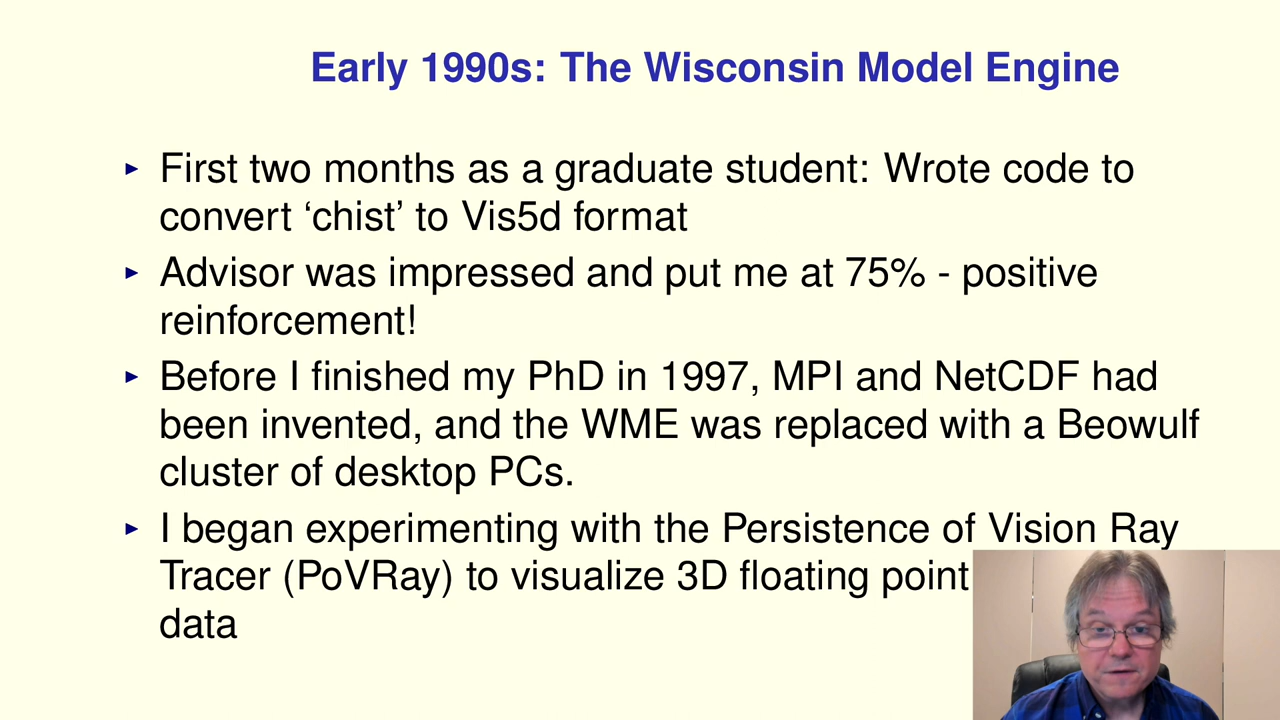 Early 1990s: The Wisconsin Model Engine
▸ First two months as a graduate student: Wrote code to
convert ‘chist’ to Vis5d format
▸ Advisor was impressed and put me at 75% - positive
reinforcement!
▸ Before I finished my PhD in 1997, MPI and NetCDF had
been invented, and the WME was replaced with a Beowulf
cluster of desktop PCs.
▸ I began experimenting with the Persistence of Vision Ray
Tracer (PoVRay) to visualize 3D floating point
data